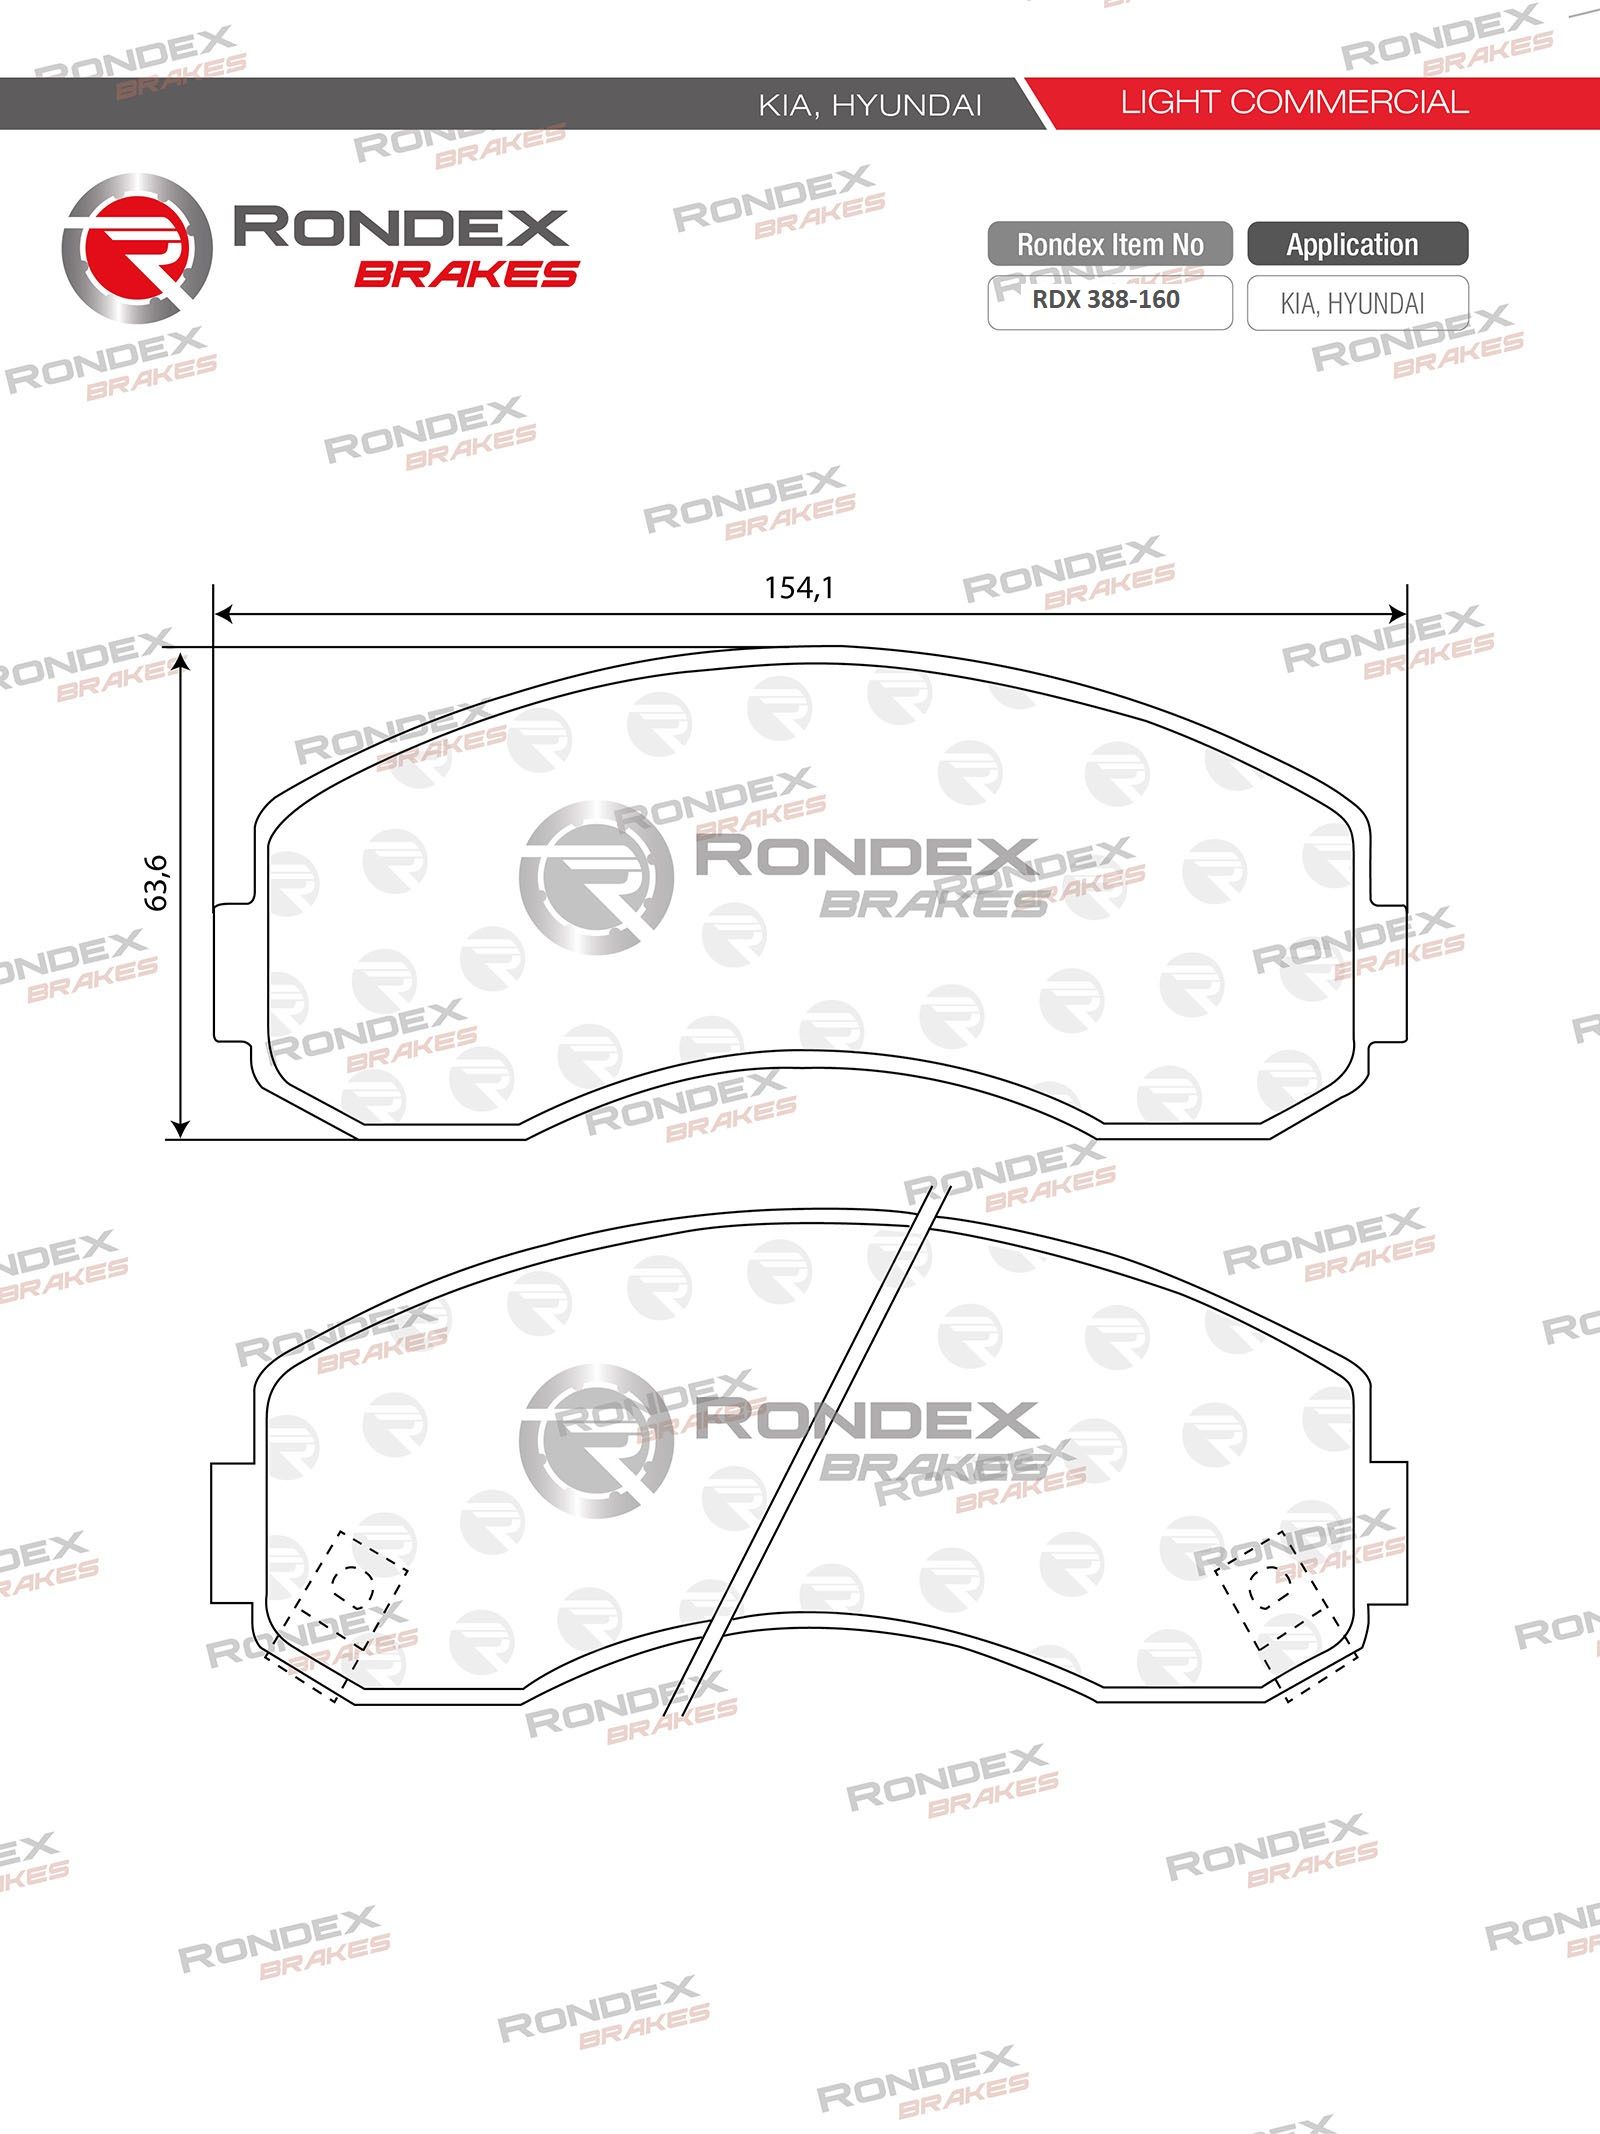 KIA, HYUNDAI
LIGHT COMMERCIAL
RONDEX
BRAKES
Rondex Item No
Application
RDX 388-160
KIA, HYUNDAI
154,1
63,6
RONDEX
BRAKES
RONDEX
BRAKES